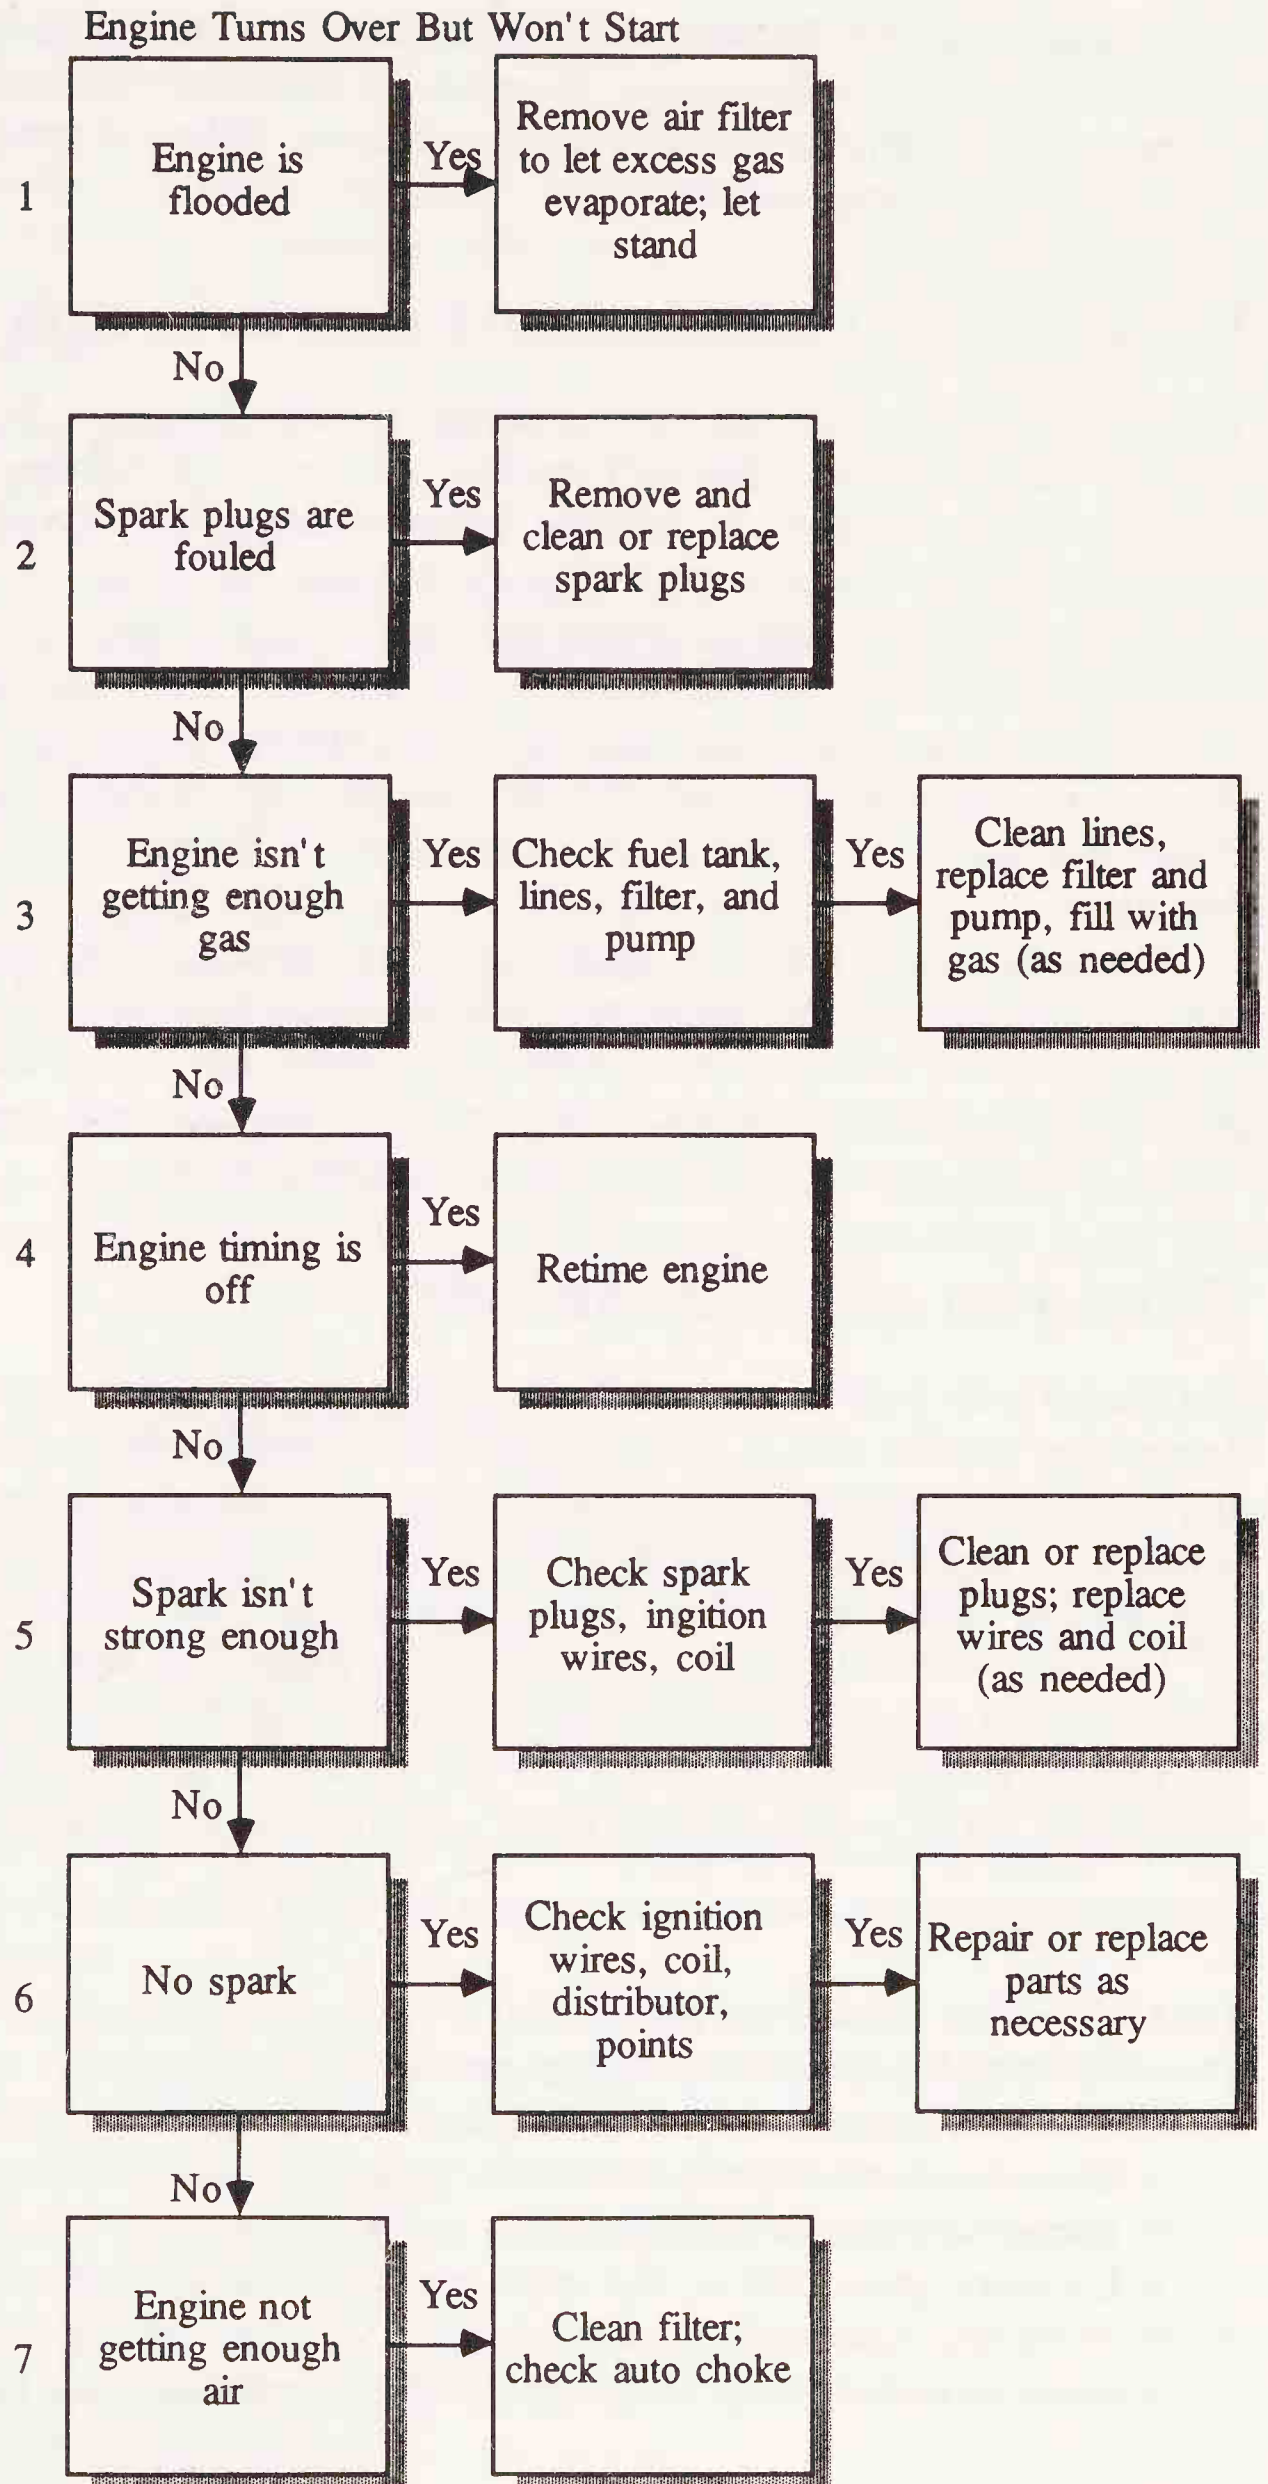 Engine Turns Over But Won't Start
1
Engine is
flooded
Yes
Remove air filter
to let excess gas
evaporate; let
stand
No
2
Spark plugs are
fouled
Yes
Remove and
clean or replace
spark plugs
No
3
Engine isn't
getting enough
gas
Yes
Check fuel tank,
lines, filter, and
pump
Yes
Clean lines,
replace filter and
pump, fill with
gas (as needed)
No
4
Engine timing is
off
Yes
Retime engine
No
5
Spark isn't
strong enough
Yes
Check spark
plugs, ingition
wires, coil
Yes
Clean or replace
plugs; replace
wires and coil
(as needed)
No
6
No spark
Yes
Check ignition
wires, coil,
distributor,
points
Yes
Repair or replace
parts as
necessary
No
7
Engine not
getting enough
air
Yes
Clean filter;
check auto choke